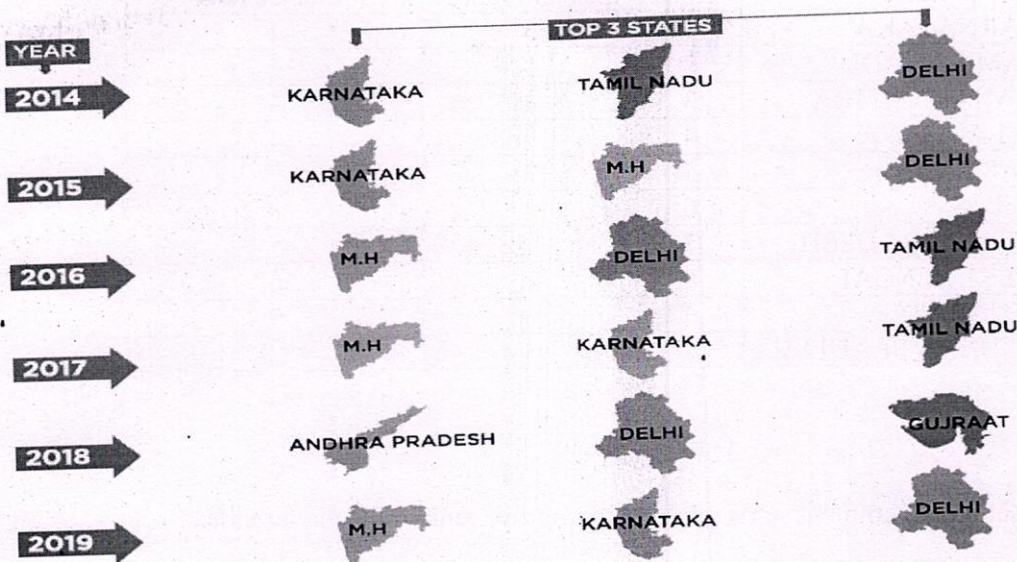 TOP 3 STATES
YEAR
2014 KARNATAKA TAMIL NADU DELHI
2015 KARNATAKA M.H DELHI
2016 M.H DELHI TAMIL NADU
2017 M.H KARNATAKA TAMIL NADU
2018 ANDHRA PRADESH DELHI GUJRAAT
2019 M.H KARNATAKA DELHI